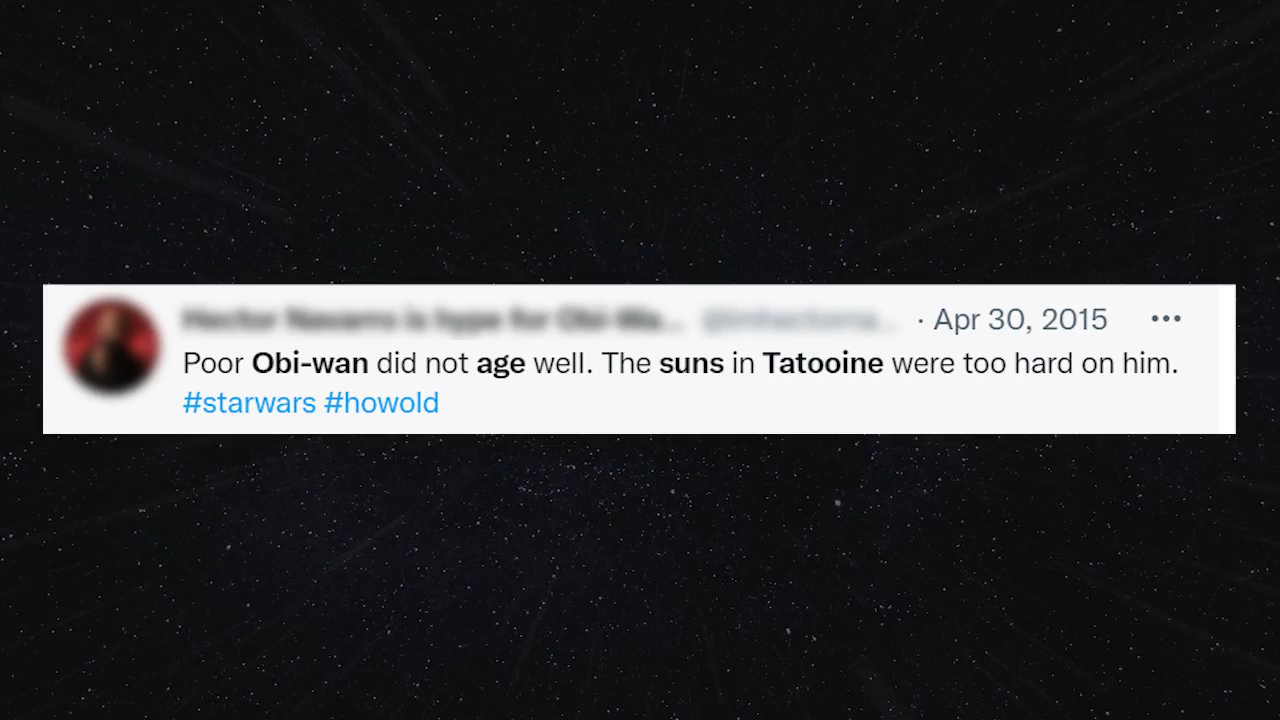 · Apr 30, 2015 •••
Poor Obi-wan did not age well. The suns in Tatooine were too hard on him.
#starwars #howold